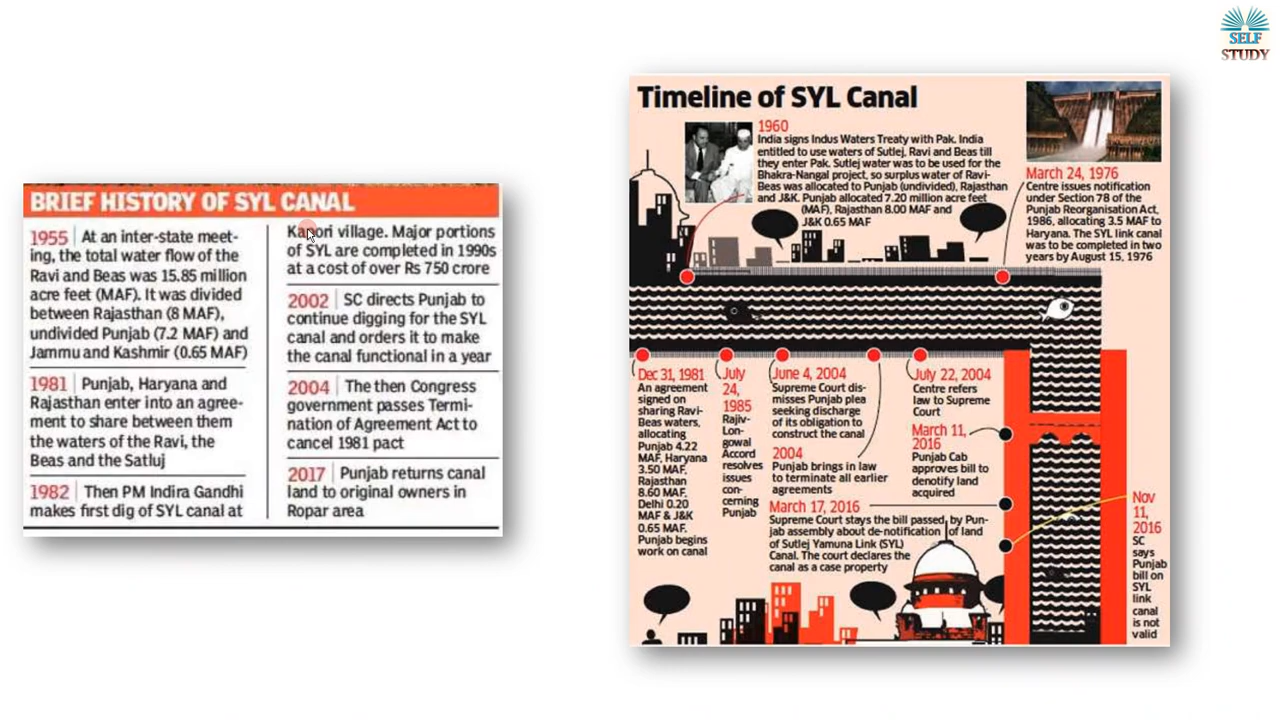 SELF
STUDY
BRIEF HISTORY OF SYL CANAL
1955 | At an inter-state meet-
ing, the total water flow of the
Ravi and Beas was 15.85 million
acre feet (MAF). It was divided
between Rajasthan (8 MAF),
undivided Punjab (7.2 MAF) and
Jammu and Kashmir (0.65 MAF)
1981 | Punjab, Haryana and
Rajasthan enter into an agree-
ment to share between them
the waters of the Ravi, the
Beas and the Satluj
1982 | Then PM Indira Gandhi
makes first dig of SYL canal at
Kapori village. Major portions
of SYL are completed in 1990s
at a cost of over Rs 750 crore
2002 | SC directs Punjab to
continue digging for the SYL
canal and orders it to make
the canal functional in a year
2004 | The then Congress
government passes Termi-
nation of Agreement Act to
cancel 1981 pact
2017 | Punjab returns canal
land to original owners in
Ropar area
Timeline of SYL Canal
1960
India signs Indus Waters Treaty with Pak. India
entitled to use waters of Sutlej, Ravi and Beas till
they enter Pak. Sutlej water was to be used for the
Bhakra-Nangal project, so surplus water of Ravi-
Beas was allocated to Punjab (undivided), Rajasthan
and J&K. Punjab allocated 7.20 million acre feet
(MAF), Rajasthan 8.00 MAF and
J&K 0.65 MAF
March 24, 1976
Centre issues notification
under Section 78 of the
Punjab Reorganisation Act,
1986, allocating 3.5 MAF to
Haryana. The SYL link canal
was to be completed in two
years by August 15, 1976
Dec 31, 1981
An agreement
signed on
sharing Ravi-
Beas waters,
allocating
Punjab 4.22
MAF, Haryana
3.50 MAF,
Rajasthan
8.60 MAF,
Delhi 0.20
MAF & J&K
0.65 MAF.
Punjab begins
work on canal
July
24,
1985
Rajiv-
Lon-
gowal
Accord
resolves
issues
con-
cerning
Punjab
June 4, 2004
Supreme Court dis-
misses Punjab plea
seeking discharge
of its obligation to
construct the canal
2004
Punjab brings in law
to terminate all earlier
agreements
July 22, 2004
Centre refers
law to Supreme
Court
March 11,
2016
Punjab Cab
approves bill to
denotify land
acquired
March 17, 2016
Supreme Court stays the bill passed by Pun-
jab assembly about de-notification of land
of Sutlej Yamuna Link (SYL)
Canal. The court declares the
canal as a case property
Nov
11,
2016
SC
says
Punjab
bill on
SYL
link
canal
is not
valid